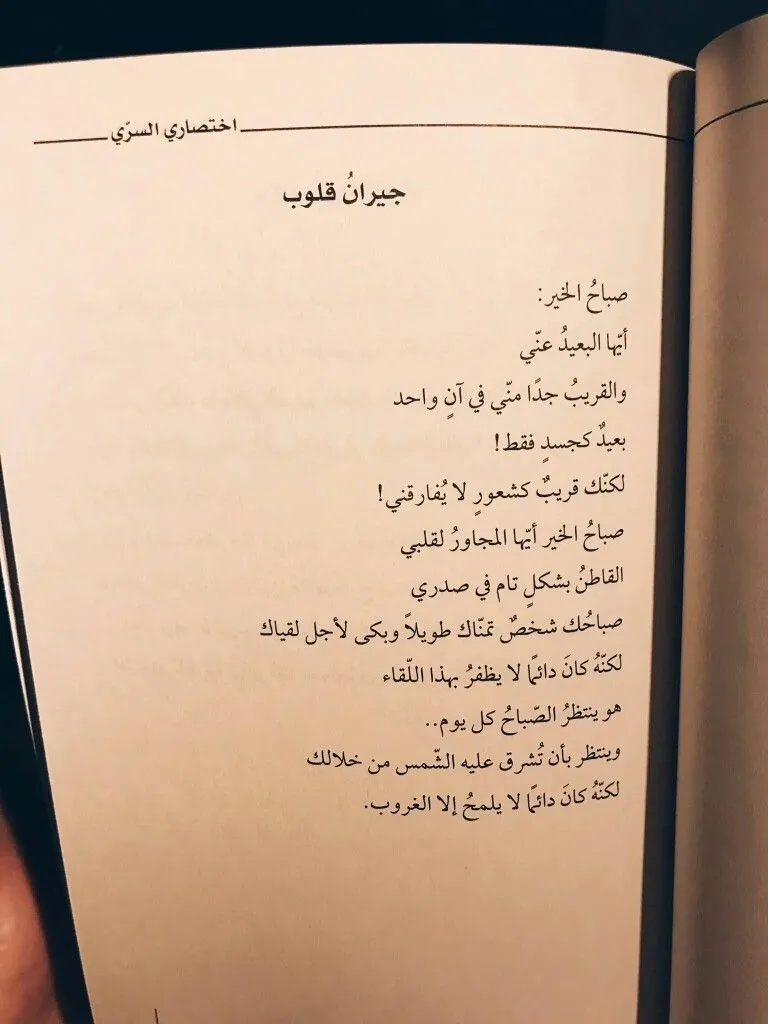 اختصاري السرّي
جيرانُ قلوب
صباحُ الخير:
أيّها البعيدُ عنّي
والقريبُ جدًا منّي في آنٍ واحد
بعيدٌ كجسدٍ فقط!
لكنّك قريبٌ كشعورٍ لا يُفارقني!
صباحُ الخير أيّها المجاورُ لقلبي
القاطنُ بشكلٍ تام في صدري
صباحُك شخصٌ تمنّاك طويلاً وبكى لأجل لقياك
لكنّهُ كانَ دائمًا لا يظفرُ بهذا اللّقاء
هو ينتظرُ الصّباحُ كل يوم..
وينتظر بأن تُشرق عليه الشّمس من خلالك
لكنّهُ كانَ دائمًا لا يلمحُ إلا الغروب.